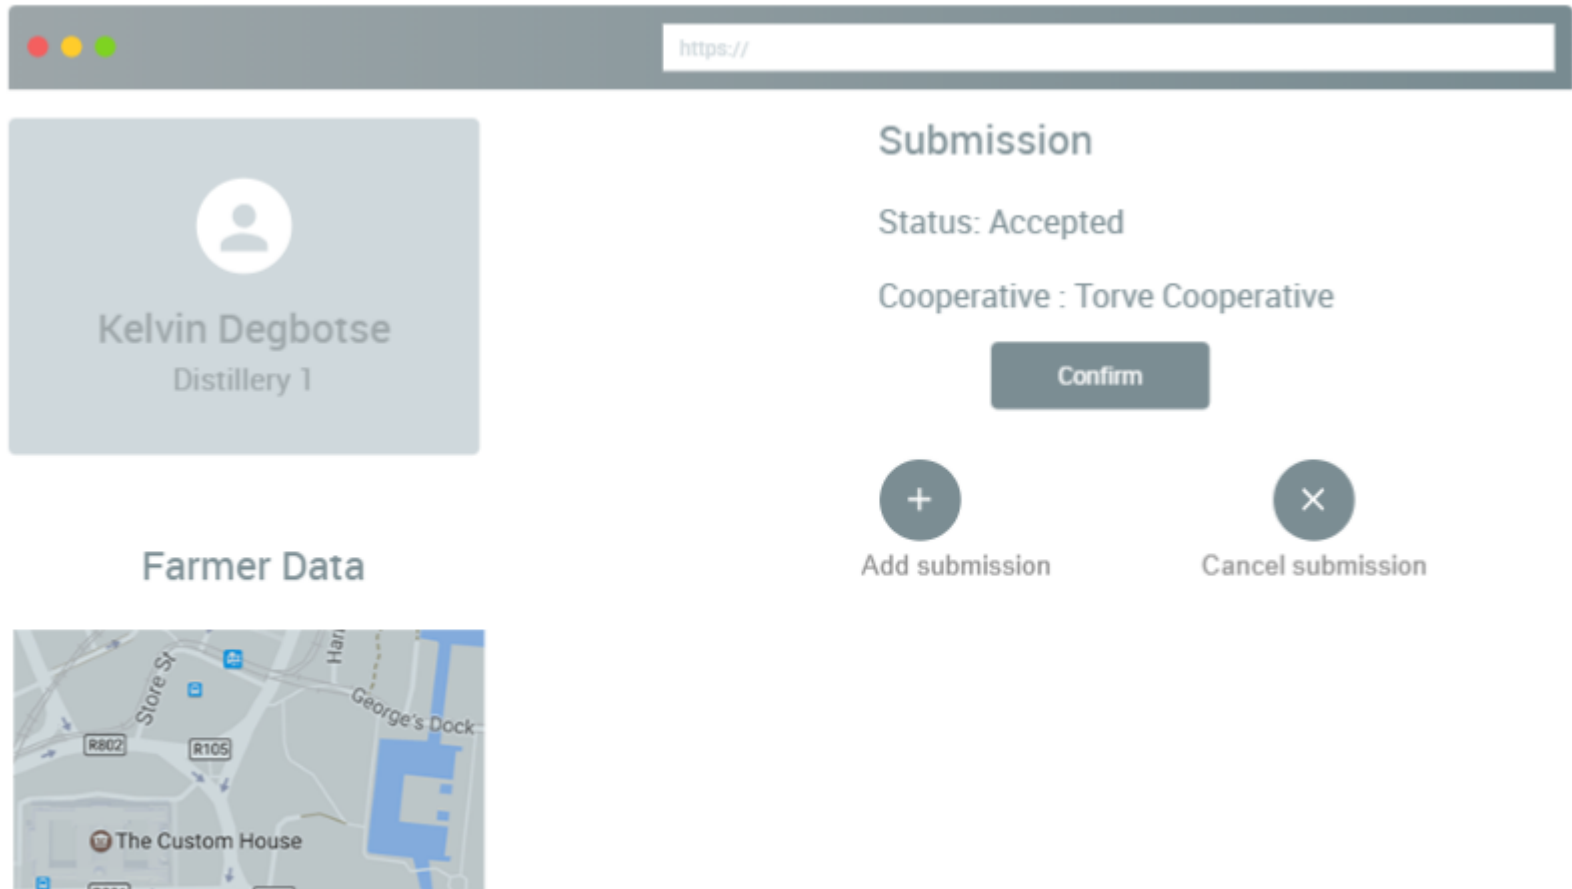 https://
Kelvin Degbotse
Distillery 1
Submission
Status: Accepted
Cooperative : Torve Cooperative
Confirm
Add submission
Cancel submission
Farmer Data
Store St
George's Dock
R802
R105
The Custom House